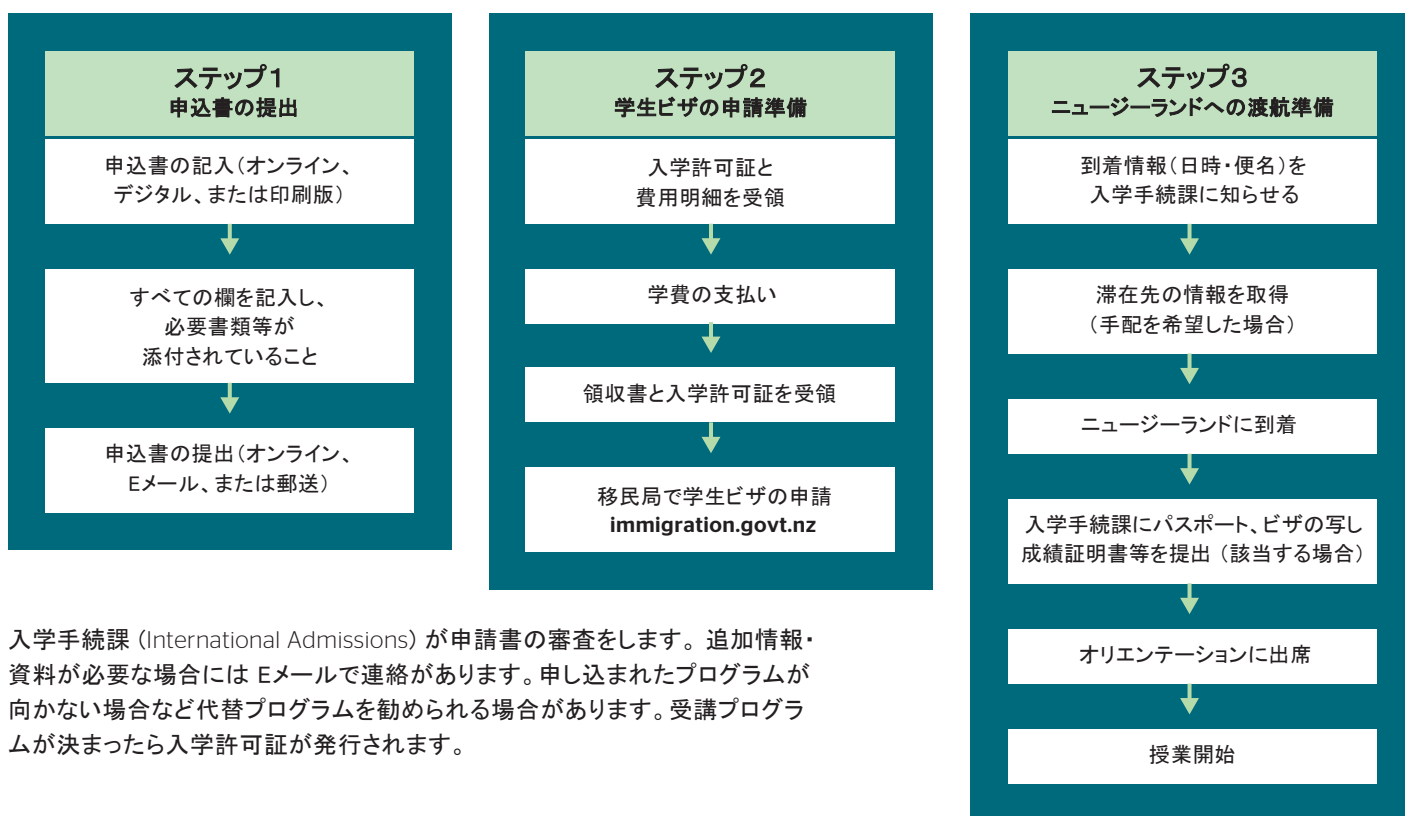 ステップ1
申込書の提出
申込書の記入(オンライン、
デジタル、または印刷版)
すべての欄を記入し、
必要書類等が
添付されていること
申込書の提出(オンライン、
Eメール、または郵送)
ステップ2
学生ビザの申請準備
入学許可証と
費用明細を受領
学費の支払い
領収書と入学許可証を受領
移民局で学生ビザの申請
immigration.govt.nz
ステップ3
ニュージーランドへの渡航準備
到着情報(日時・便名)を
入学手続課に知らせる
滞在先の情報を取得
(手配を希望した場合)
ニュージーランドに到着
入学手続課にパスポート、ビザの写し
成績証明書等を提出 (該当する場合)
オリエンテーションに出席
授業開始
入学手続課 (International Admissions) が申請書の審査をします。追加情報・
資料が必要な場合には Eメールで連絡があります。申し込まれたプログラムが
向かない場合など代替プログラムを勧められる場合があります。受講プログラ
ムが決まったら入学許可証が発行されます。